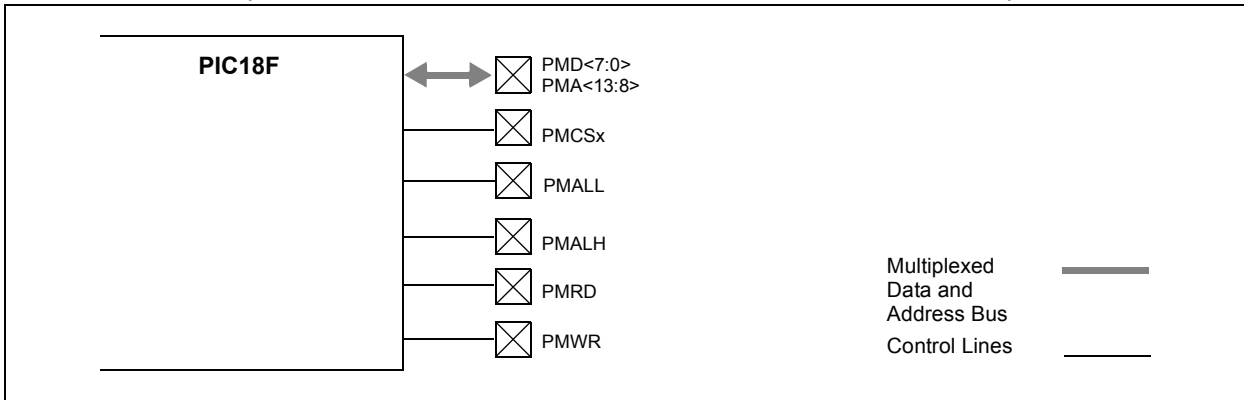 PIC18F
PMD<7:0>
PMA<13:8>
PMCSx
PMALL
PMALH
PMRD
PMWR
Multiplexed
Data and
Address Bus
Control Lines